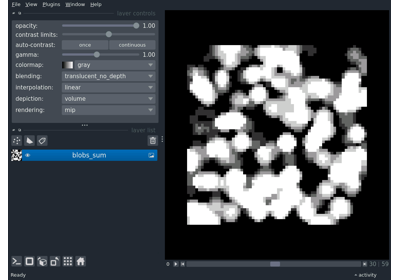 File View Plugins Window Help
layer controls
opacity: 1.00
contrast limits:
auto-contrast: once continuous
gamma: 1.00
colormap: gray
blending: translucent_no_depth
interpolation: linear
depiction: volume
rendering: mip
layer list
blobs_sum
30 59
Ready activity